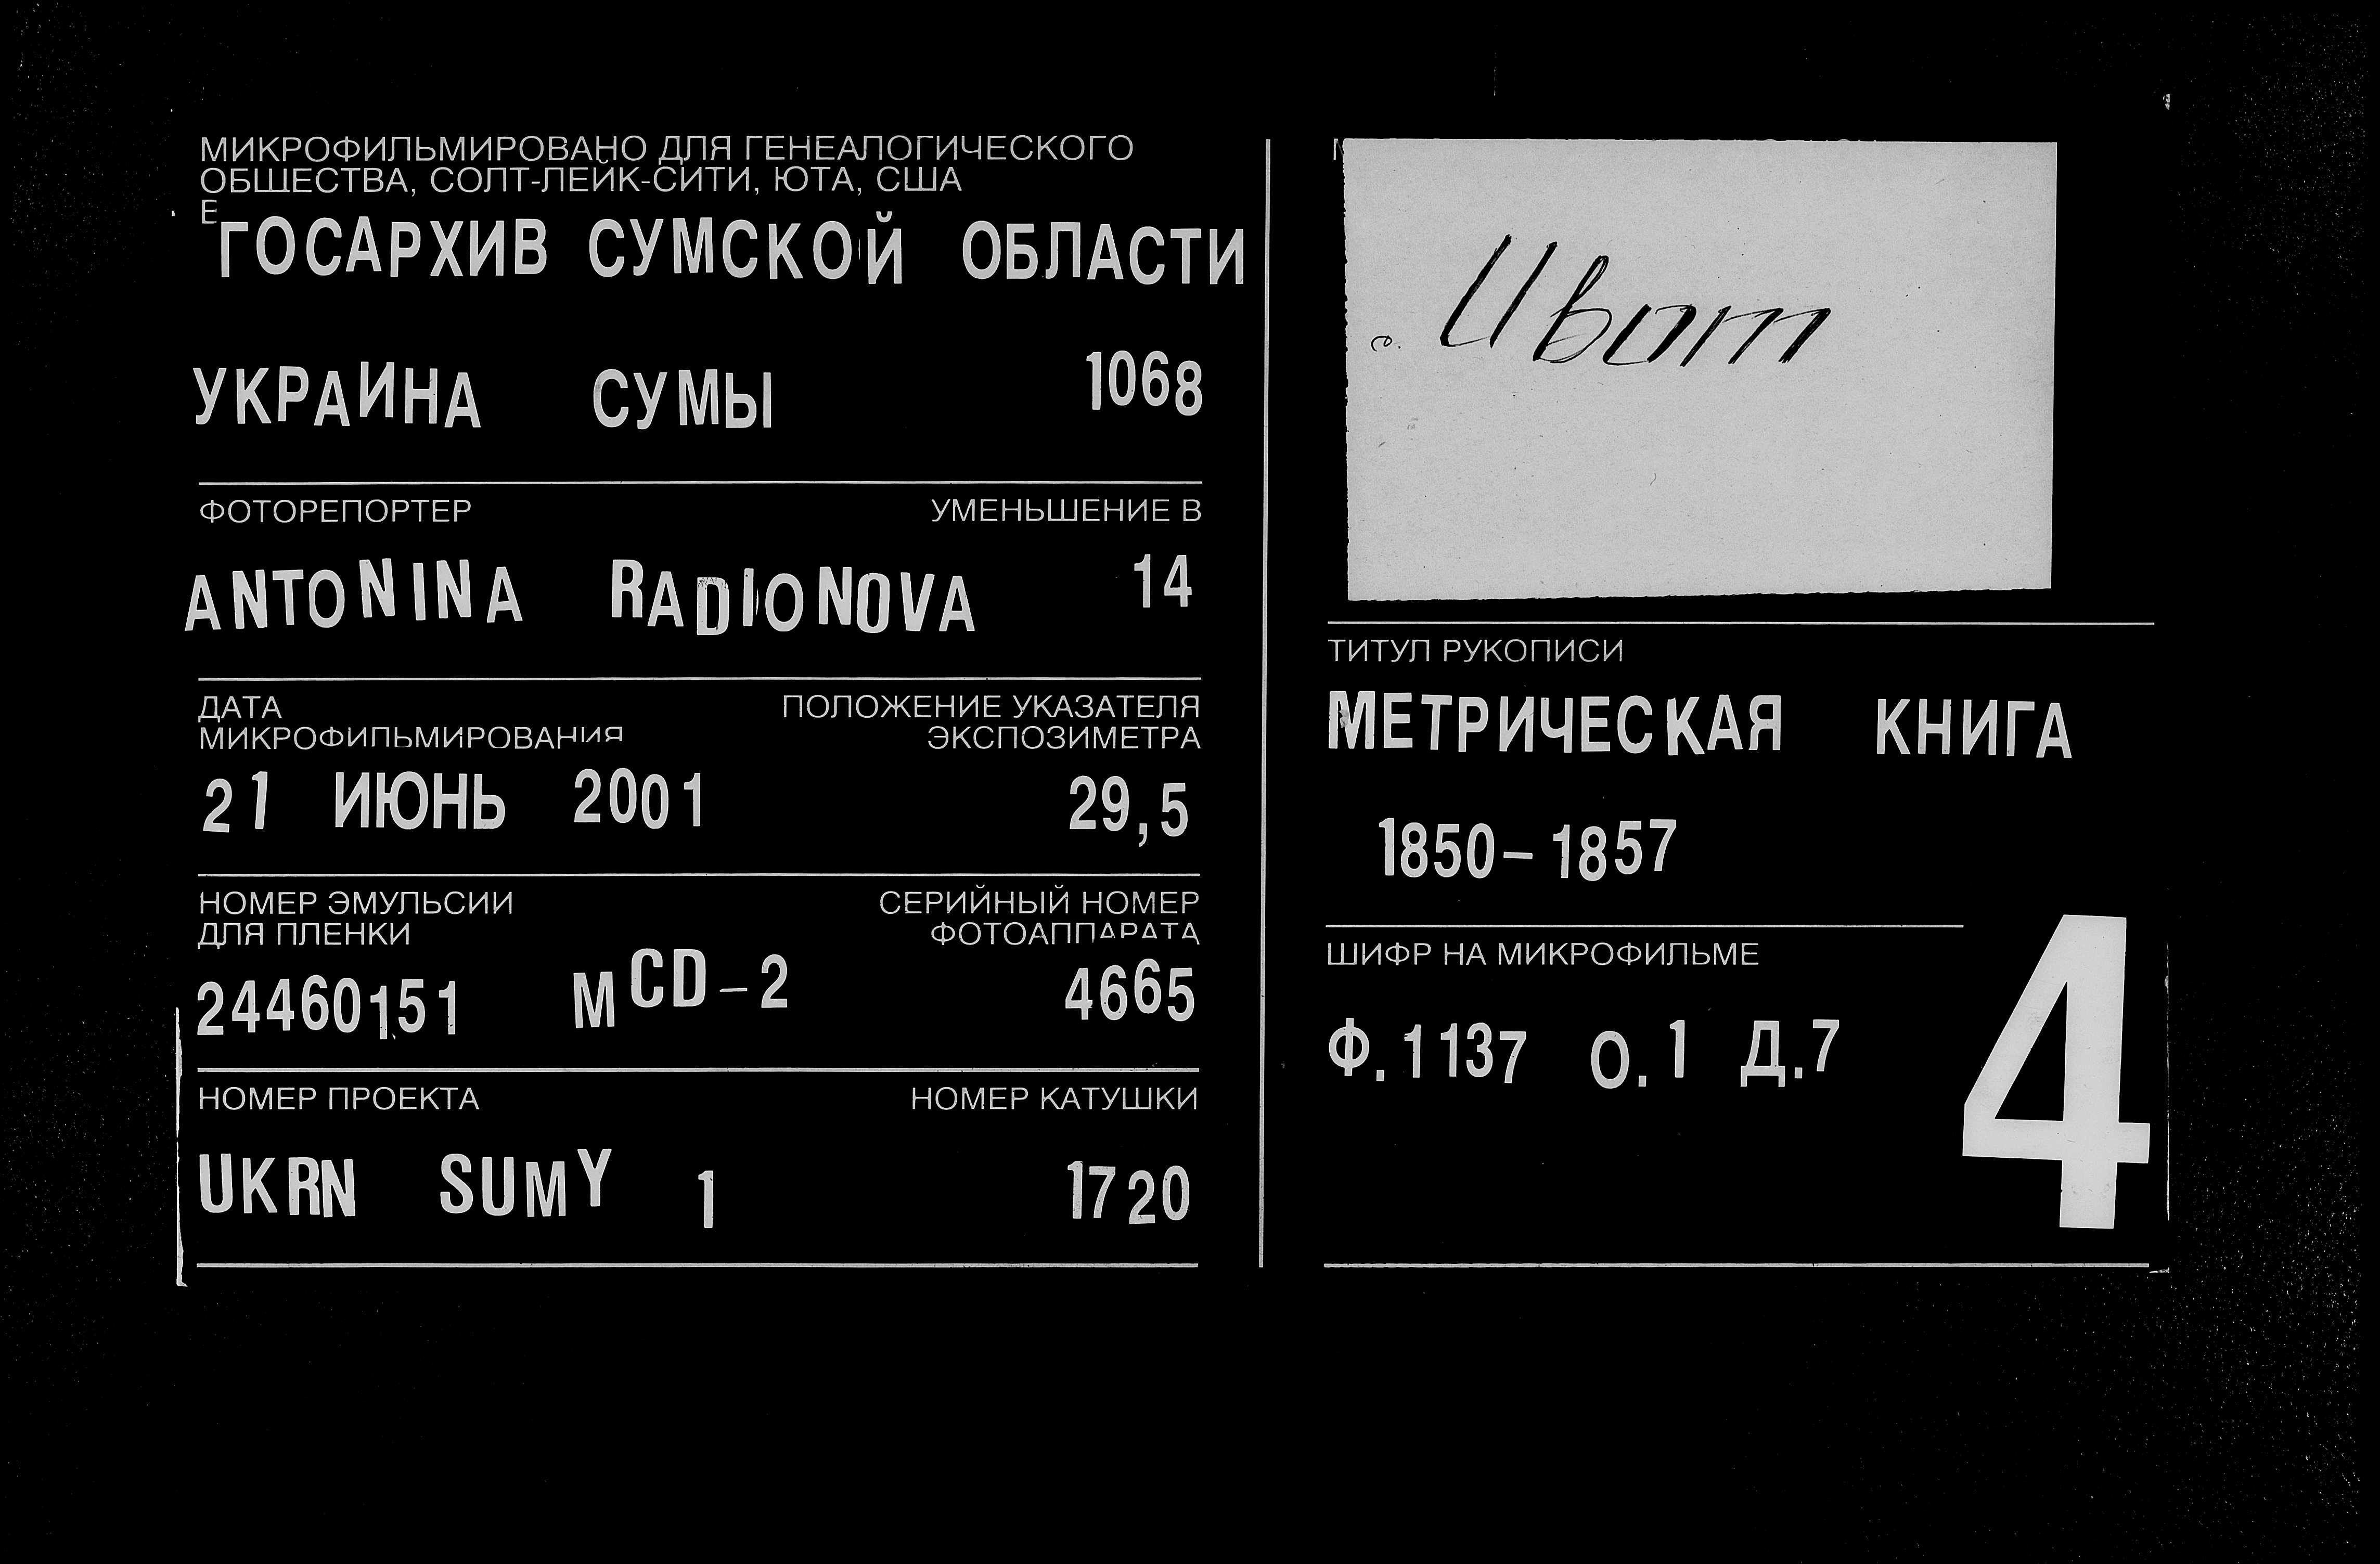 МИКРОФИЛЬМИРОВАНО ДЛЯ ГЕНЕАЛОГИЧЕСКОГО
ОБЩЕСТВА, СОЛТ-ЛЕЙК-СИТИ, ЮТА, США
Е
ГОСАРХИВ СУМСКОЙ ОБЛАСТИ
УКРАИНА СУМЫ 1068
ФОТОРЕПОРТЕР УМЕНЬШЕНИЕ В
ANTONINA RADIONOVA 14
ДАТА ПОЛОЖЕНИЕ УКАЗАТЕЛЯ
МИКРОФИЛЬМИРОВАНИЯ ЭКСПОЗИМЕТРА
21 ИЮНЬ 2001 29,5
НОМЕР ЭМУЛЬСИИ СЕРИЙНЫЙ НОМЕР
ДЛЯ ПЛЕНКИ ФОТОАППАРАТА
24460151 MCD-2 4665
НОМЕР ПРОЕКТА НОМЕР КАТУШКИ
UKRN SUMY 1 1720
с. Ивот
ТИТУЛ РУКОПИСИ
МЕТРИЧЕСКАЯ КНИГА
1850-1857
ШИФР НА МИКРОФИЛЬМЕ
Ф.1137 О.1 Д.7
4